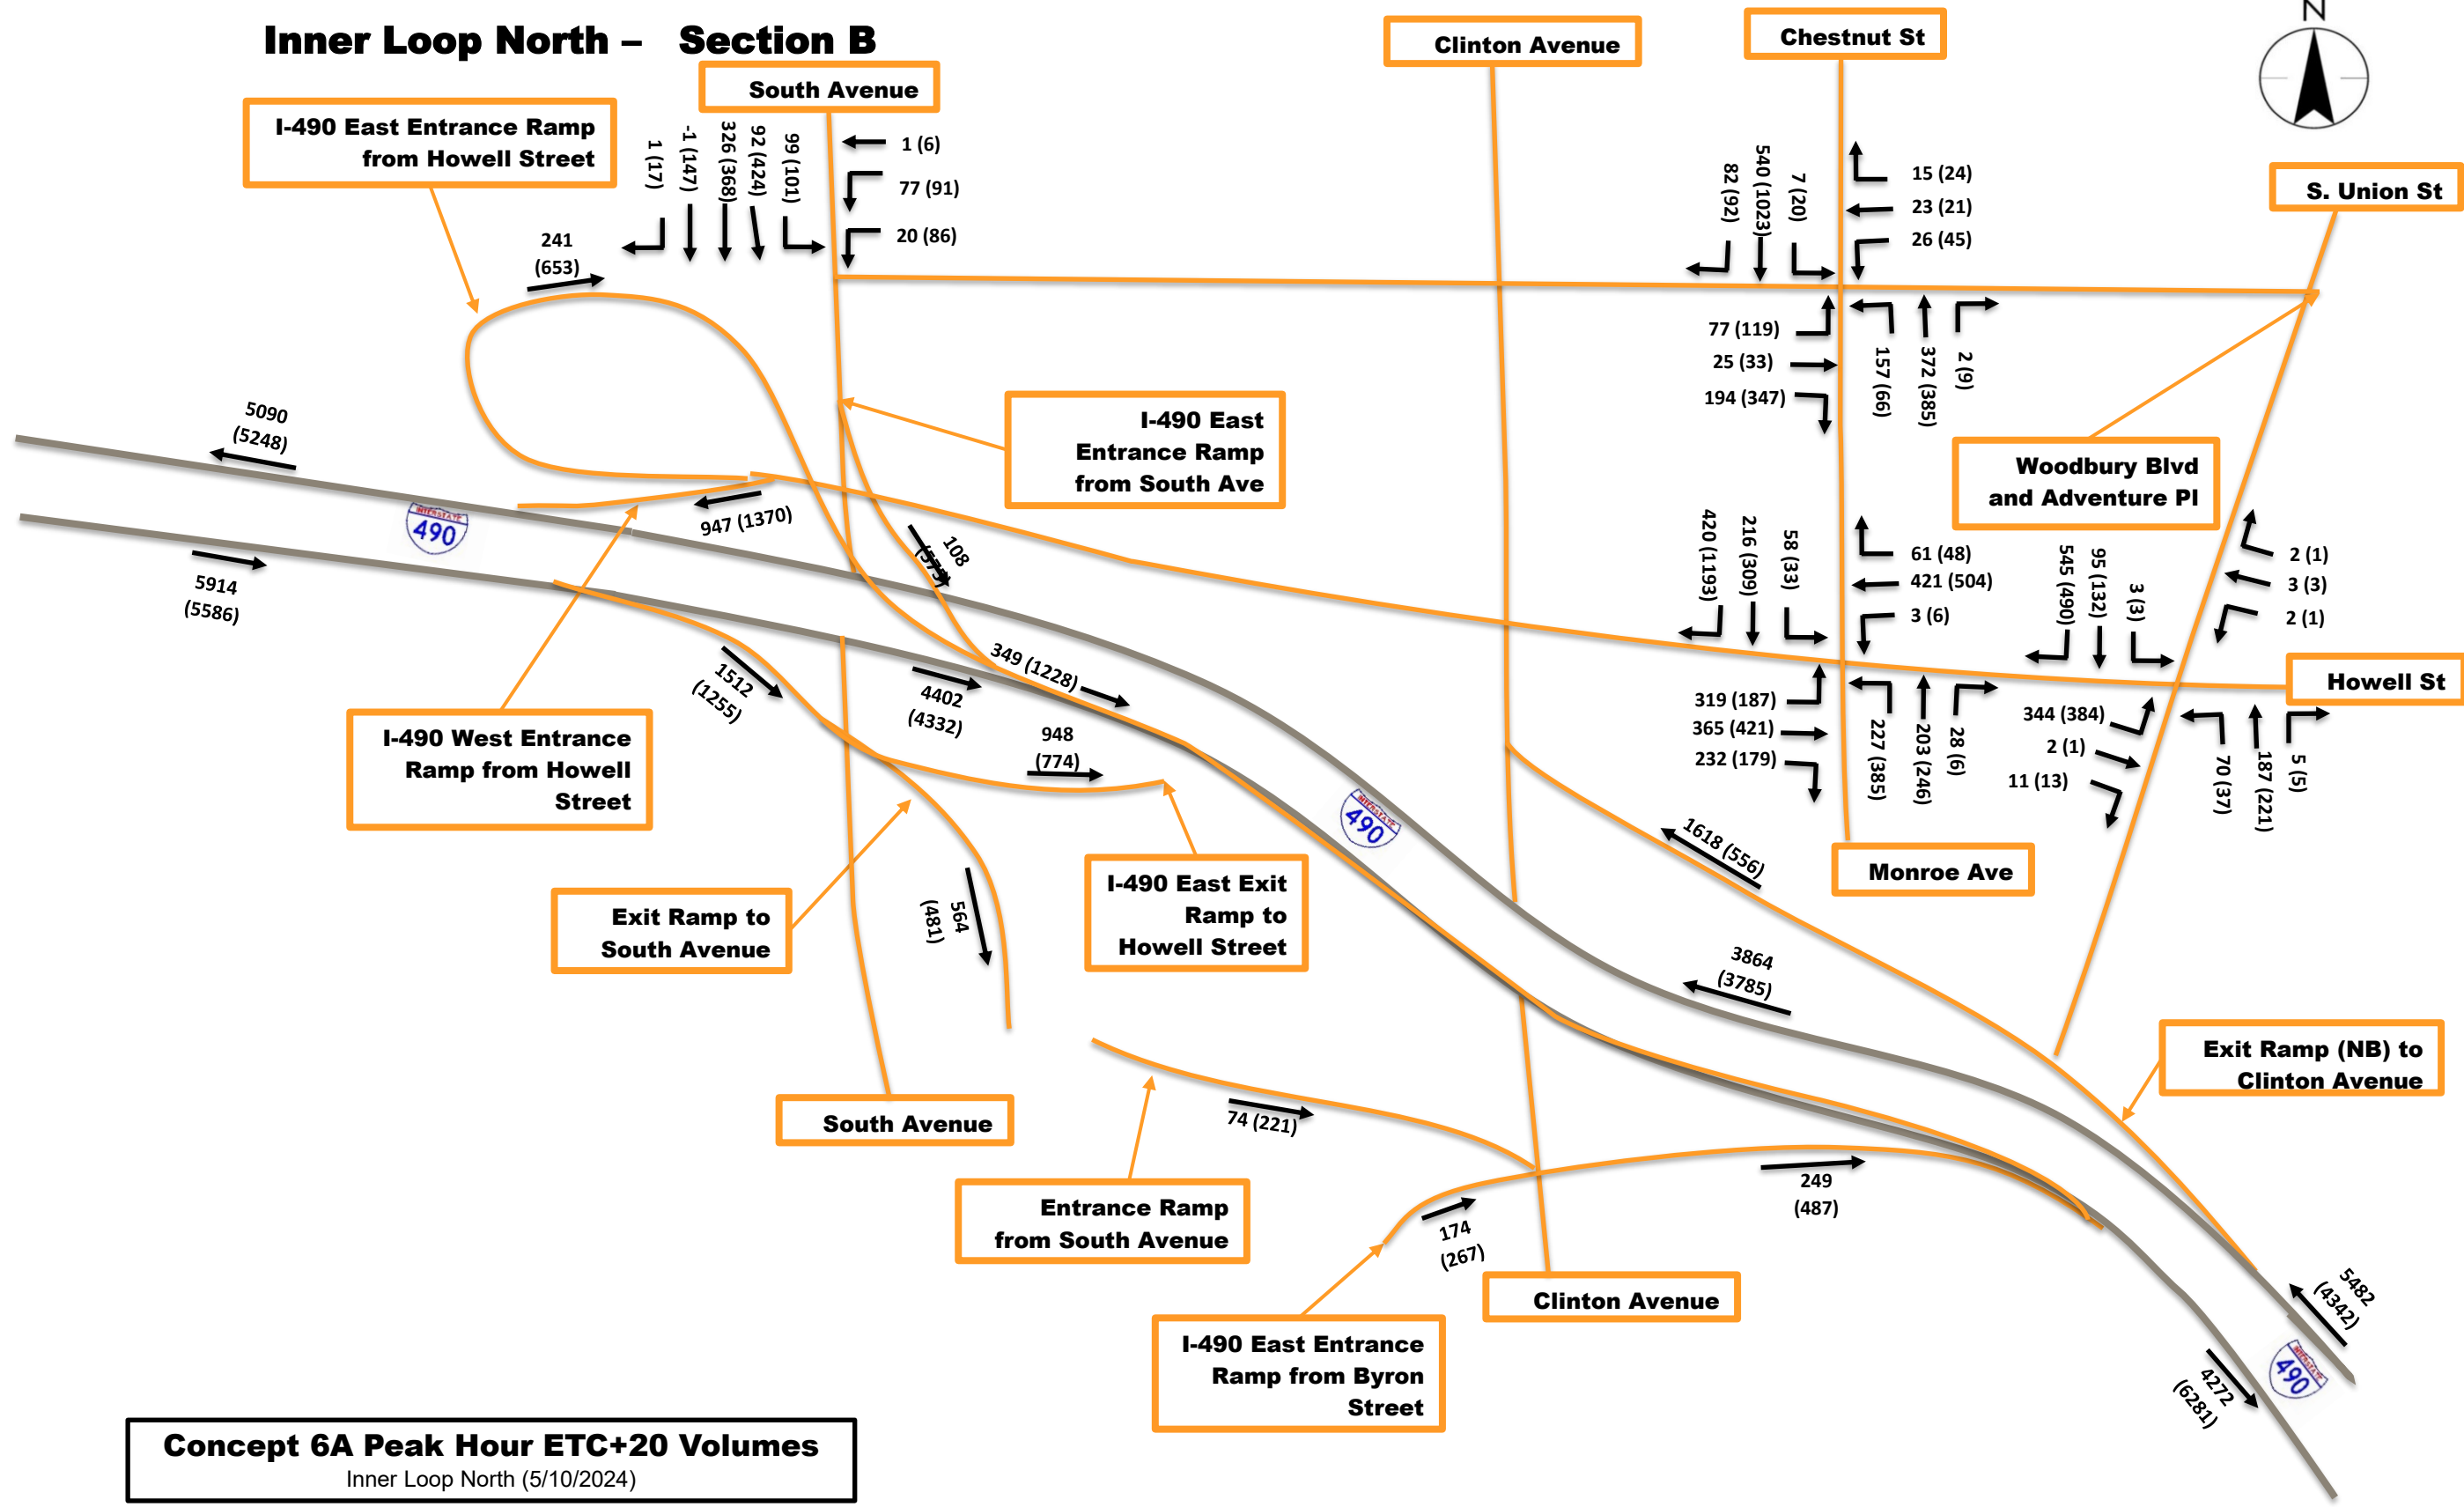 Inner Loop North – Section B
N
South Avenue
Clinton Avenue
Chestnut St
S. Union St
I-490 East Entrance Ramp
from Howell Street
1 (17)
-1 (147)
326 (368)
92 (424)
99 (101)
1 (6)
77 (91)
20 (86)
241
(653)
82 (92)
540 (1023)
7 (20)
15 (24)
23 (21)
26 (45)
77 (119)
25 (33)
194 (347)
157 (66)
372 (385)
2 (9)
I-490 East
Entrance Ramp
from South Ave
Woodbury Blvd
and Adventure Pl
5090
(5248)
INTERSTATE
490
947 (1370)
108
(575)
5914
(5586)
420 (1193)
216 (309)
58 (33)
61 (48)
421 (504)
3 (6)
545 (490)
95 (132)
3 (3)
2 (1)
3 (3)
2 (1)
Howell St
349 (1228)
1512
(1255)
4402
(4332)
948
(774)
319 (187)
365 (421)
232 (179)
227 (385)
203 (246)
28 (6)
344 (384)
2 (1)
11 (13)
70 (37)
187 (221)
5 (5)
I-490 West Entrance
Ramp from Howell
Street
INTERSTATE
490
1618 (556)
Monroe Ave
I-490 East Exit
Ramp to
Howell Street
Exit Ramp to
South Avenue
564
(481)
3864
(3785)
Exit Ramp (NB) to
Clinton Avenue
South Avenue
74 (221)
Entrance Ramp
from South Avenue
249
(487)
174
(267)
Clinton Avenue
I-490 East Entrance
Ramp from Byron
Street
5482
(4342)
INTERSTATE
490
4272
(6281)
Concept 6A Peak Hour ETC+20 Volumes
Inner Loop North (5/10/2024)